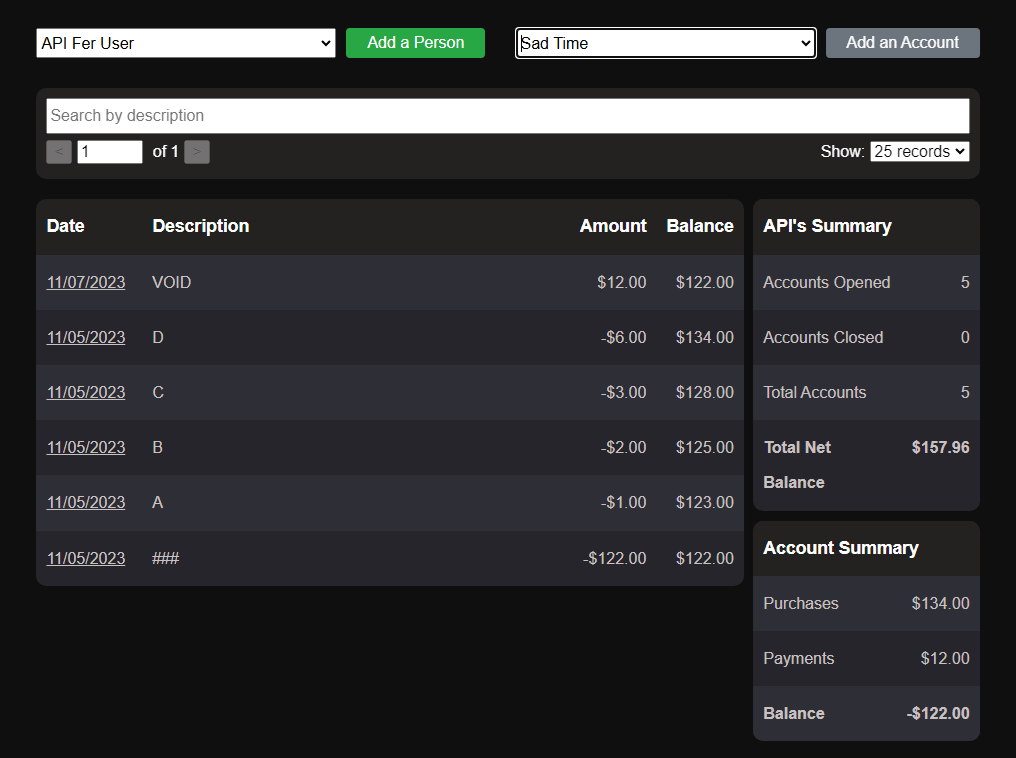 API Fer User Add a Person Sad Time Add an Account
Search by description
< 1 of 1 > Show: 25 records
Date Description Amount Balance
11/07/2023 VOID $12.00 $122.00
11/05/2023 D -$6.00 $134.00
11/05/2023 C -$3.00 $128.00
11/05/2023 B -$2.00 $125.00
11/05/2023 A -$1.00 $123.00
11/05/2023 ### -$122.00 $122.00
API's Summary
Accounts Opened 5
Accounts Closed 0
Total Accounts 5
Total Net $157.96
Balance
Account Summary
Purchases $134.00
Payments $12.00
Balance -$122.00